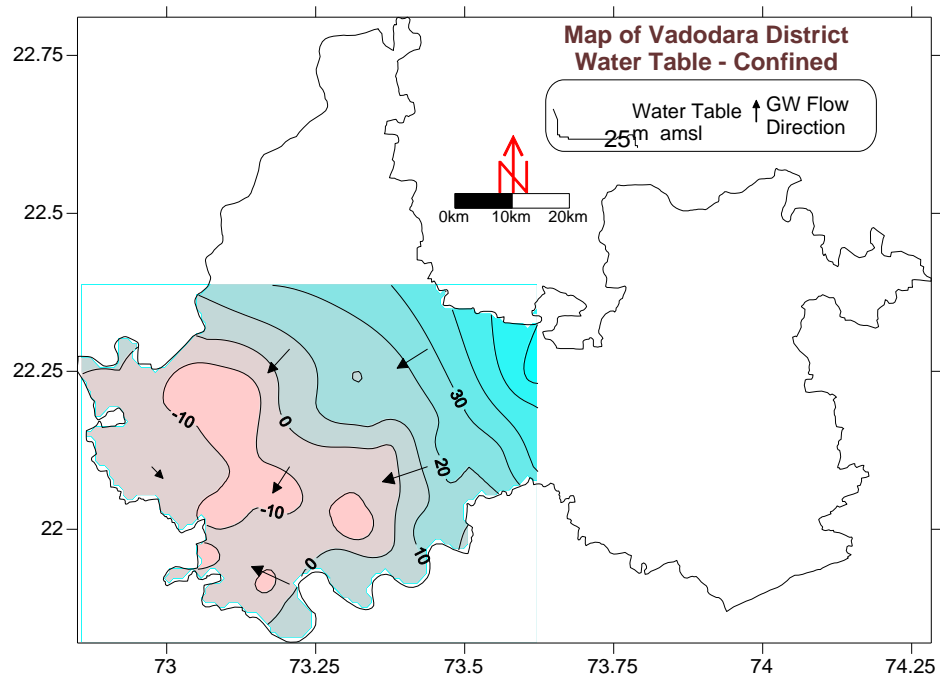 Map of Vadodara District
Water Table - Confined
Water Table
m amsl
25
GW Flow
Direction
N
0km 10km 20km
22.75
22.5
22.25
22
73 73.25 73.5 73.75 74 74.25
30
-10
0
20
-10
10
0